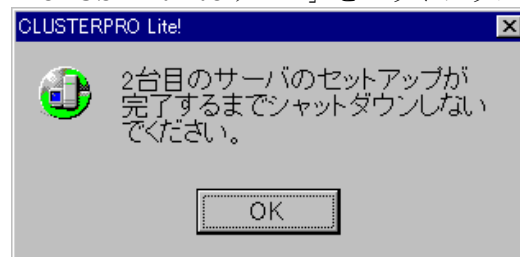 CLUSTERPRO Lite!
2台目のサーバのセットアップが
完了するまでシャットダウンしない
でください。
OK